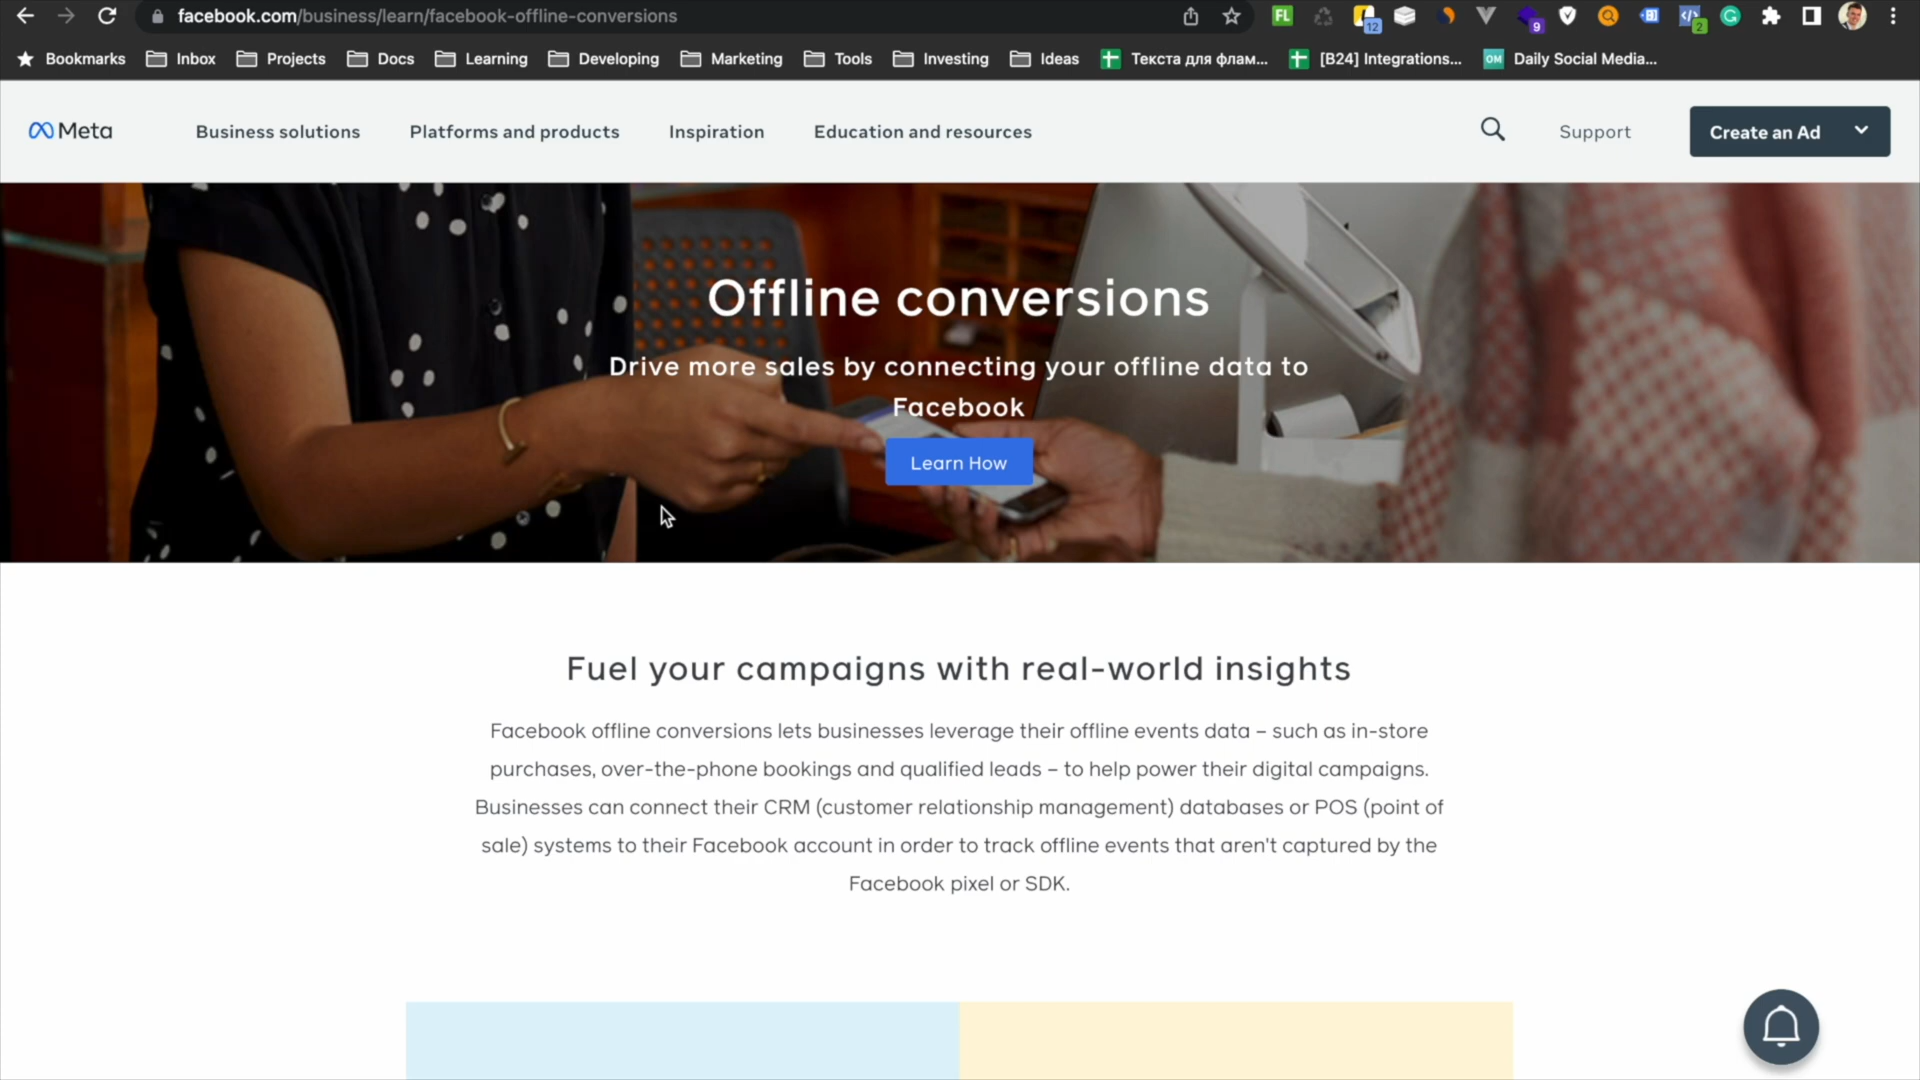 facebook.com/business/learn/facebook-offline-conversions
FL
12
9
2
Bookmarks Inbox Projects Docs Learning Developing Marketing Tools Investing Ideas Текста для флам... [B24] Integrations... OM Daily Social Media...
Meta Business solutions Platforms and products Inspiration Education and resources Support Create an Ad
Offline conversions
Drive more sales by connecting your offline data to
Facebook
Learn How
Fuel your campaigns with real-world insights
Facebook offline conversions lets businesses leverage their offline events data – such as in-store
purchases, over-the-phone bookings and qualified leads – to help power their digital campaigns.
Businesses can connect their CRM (customer relationship management) databases or POS (point of
sale) systems to their Facebook account in order to track offline events that aren't captured by the
Facebook pixel or SDK.